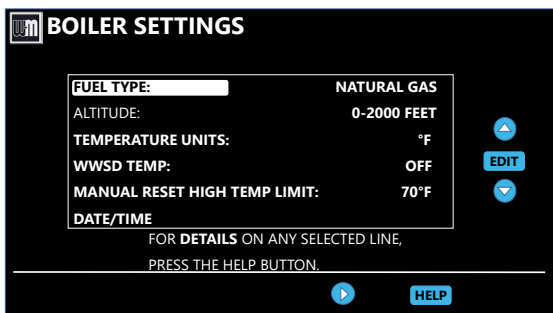 wm BOILER SETTINGS
FUEL TYPE: NATURAL GAS
ALTITUDE: 0-2000 FEET
TEMPERATURE UNITS: °F
WWSD TEMP: OFF
MANUAL RESET HIGH TEMP LIMIT: 70°F
DATE/TIME
EDIT
FOR DETAILS ON ANY SELECTED LINE,
PRESS THE HELP BUTTON.
HELP